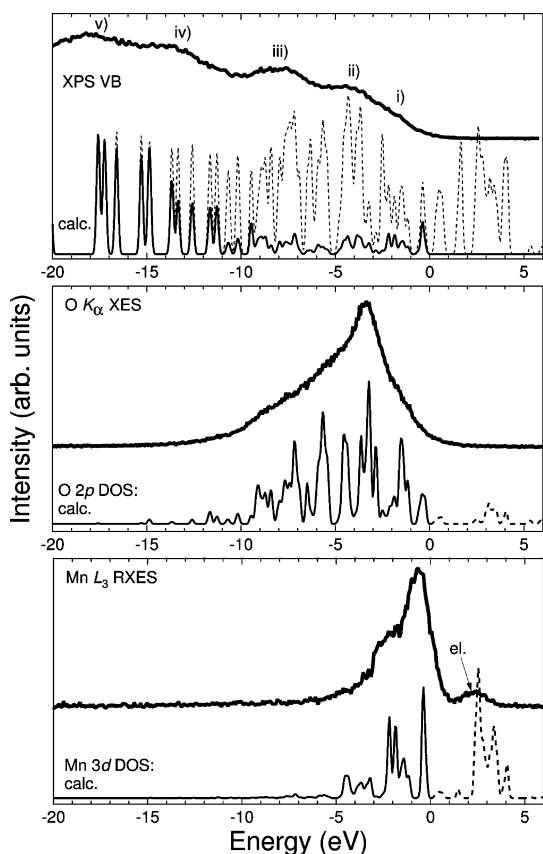 v)
iv)
iii)
ii)
i)
XPS VB
calc.
-20 -15 -10 -5 0 5
O Kα XES
O 2p DOS:
calc.
-20 -15 -10 -5 0 5
Mn L3 RXES
el.
Mn 3d DOS:
calc.
-20 -15 -10 -5 0 5
Energy (eV)
Intensity (arb. units)